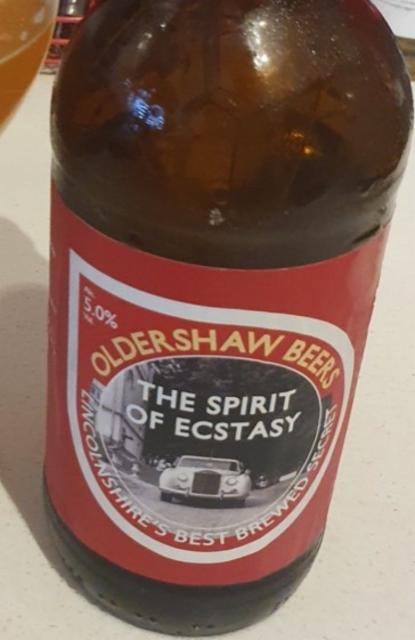 5.0%
OLDERSHAW BEERS
THE SPIRIT
OF ECSTASY
LINCOLNSHIRE'S BEST BREWED SECRET